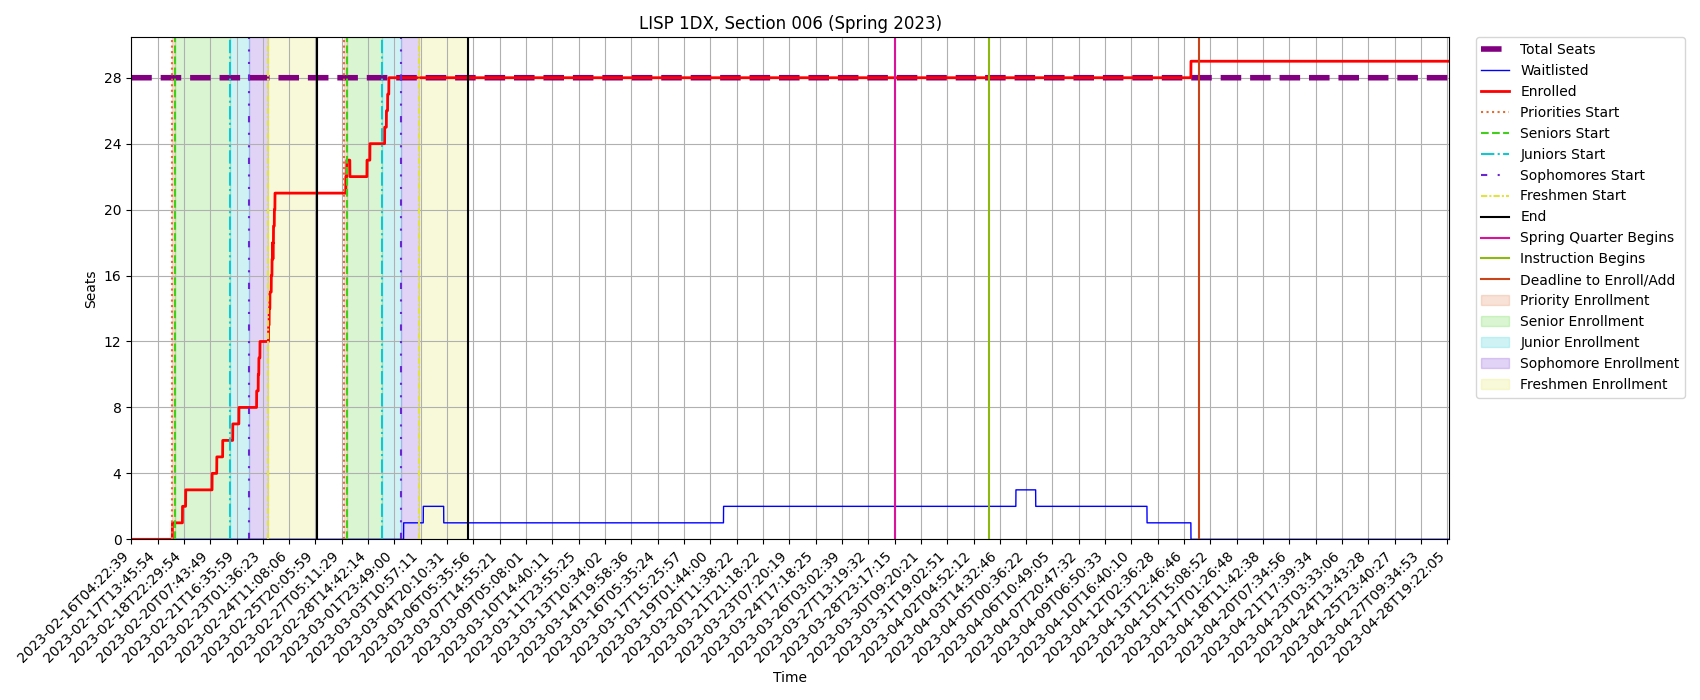 LISP 1DX, Section 006 (Spring 2023)
Seats
28
24
20
16
12
8
4
0
2023-02-16T04:22:39
2023-02-17T13:45:54
2023-02-18T22:29:54
2023-02-20T07:43:49
2023-02-21T16:35:59
2023-02-23T01:36:23
2023-02-24T11:08:06
2023-02-25T20:05:59
2023-02-27T05:11:29
2023-02-28T14:42:14
2023-03-01T23:49:00
2023-03-03T10:57:11
2023-03-04T20:10:31
2023-03-06T05:35:56
2023-03-07T14:55:21
2023-03-09T05:08:01
2023-03-10T14:40:11
2023-03-11T23:55:25
2023-03-13T10:34:02
2023-03-14T19:58:36
2023-03-16T05:35:24
2023-03-17T15:25:57
2023-03-19T01:44:00
2023-03-20T11:38:22
2023-03-21T21:18:22
2023-03-23T07:20:19
2023-03-24T17:18:25
2023-03-26T03:02:39
2023-03-27T13:19:32
2023-03-28T23:17:15
2023-03-30T09:20:21
2023-03-31T19:02:51
2023-04-02T04:52:12
2023-04-03T14:32:46
2023-04-05T00:36:22
2023-04-06T10:49:05
2023-04-07T20:47:32
2023-04-09T06:50:33
2023-04-10T16:40:10
2023-04-12T02:36:28
2023-04-13T12:46:46
2023-04-15T15:08:52
2023-04-17T01:26:48
2023-04-18T11:42:38
2023-04-20T07:34:56
2023-04-21T17:39:34
2023-04-23T03:33:06
2023-04-24T13:43:28
2023-04-25T23:40:27
2023-04-27T09:34:53
2023-04-28T19:22:05
Time
Total Seats
Waitlisted
Enrolled
Priorities Start
Seniors Start
Juniors Start
Sophomores Start
Freshmen Start
End
Spring Quarter Begins
Instruction Begins
Deadline to Enroll/Add
Priority Enrollment
Senior Enrollment
Junior Enrollment
Sophomore Enrollment
Freshmen Enrollment